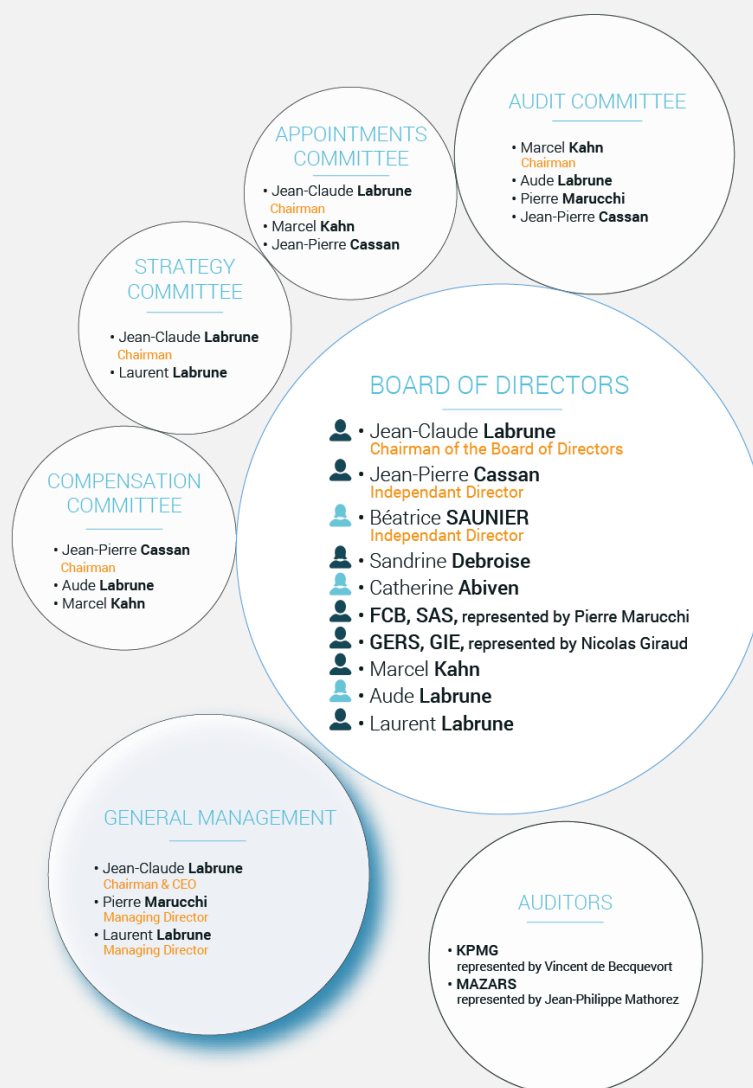 AUDIT COMMITTEE
• Marcel Kahn
Chairman
• Aude Labrune
• Pierre Marucchi
• Jean-Pierre Cassan
APPOINTMENTS
COMMITTEE
• Jean-Claude Labrune
Chairman
• Marcel Kahn
• Jean-Pierre Cassan
STRATEGY
COMMITTEE
• Jean-Claude Labrune
Chairman
• Laurent Labrune
BOARD OF DIRECTORS
• Jean-Claude Labrune
Chairman of the Board of Directors
• Jean-Pierre Cassan
Independant Director
• Béatrice SAUNIER
Independant Director
• Sandrine Debroise
• Catherine Abiven
• FCB, SAS, represented by Pierre Marucchi
• GERS, GIE, represented by Nicolas Giraud
• Marcel Kahn
• Aude Labrune
• Laurent Labrune
COMPENSATION
COMMITTEE
• Jean-Pierre Cassan
Chairman
• Aude Labrune
• Marcel Kahn
GENERAL MANAGEMENT
• Jean-Claude Labrune
Chairman & CEO
• Pierre Marucchi
Managing Director
• Laurent Labrune
Managing Director
AUDITORS
• KPMG
represented by Vincent de Becquevort
• MAZARS
represented by Jean-Philippe Mathorez